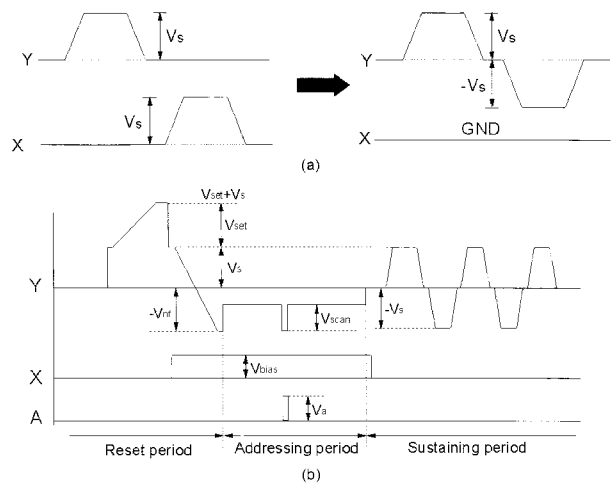 Y
Vs
X
Vs
Y
Vs
-Vs
X
GND
(a)
Vset+Vs
Vset
Vs
Y
-Vnf
Vscan
-Vs
X
Vbias
A
Va
Reset period
Addressing period
Sustaining period
(b)